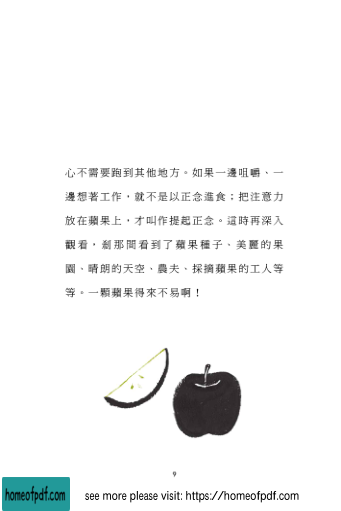 心不需要跑到其他地方。如果一邊咀嚼、一
邊想著工作，就不是以正念進食；把注意力
放在蘋果上，才叫作提起正念。這時再深入
觀看，剎那間看到了蘋果種子、美麗的果
園、晴朗的天空、農夫、採摘蘋果的工人等
等。一顆蘋果得來不易啊！
9
homeofpdf.com
see more please visit: https://homeofpdf.com